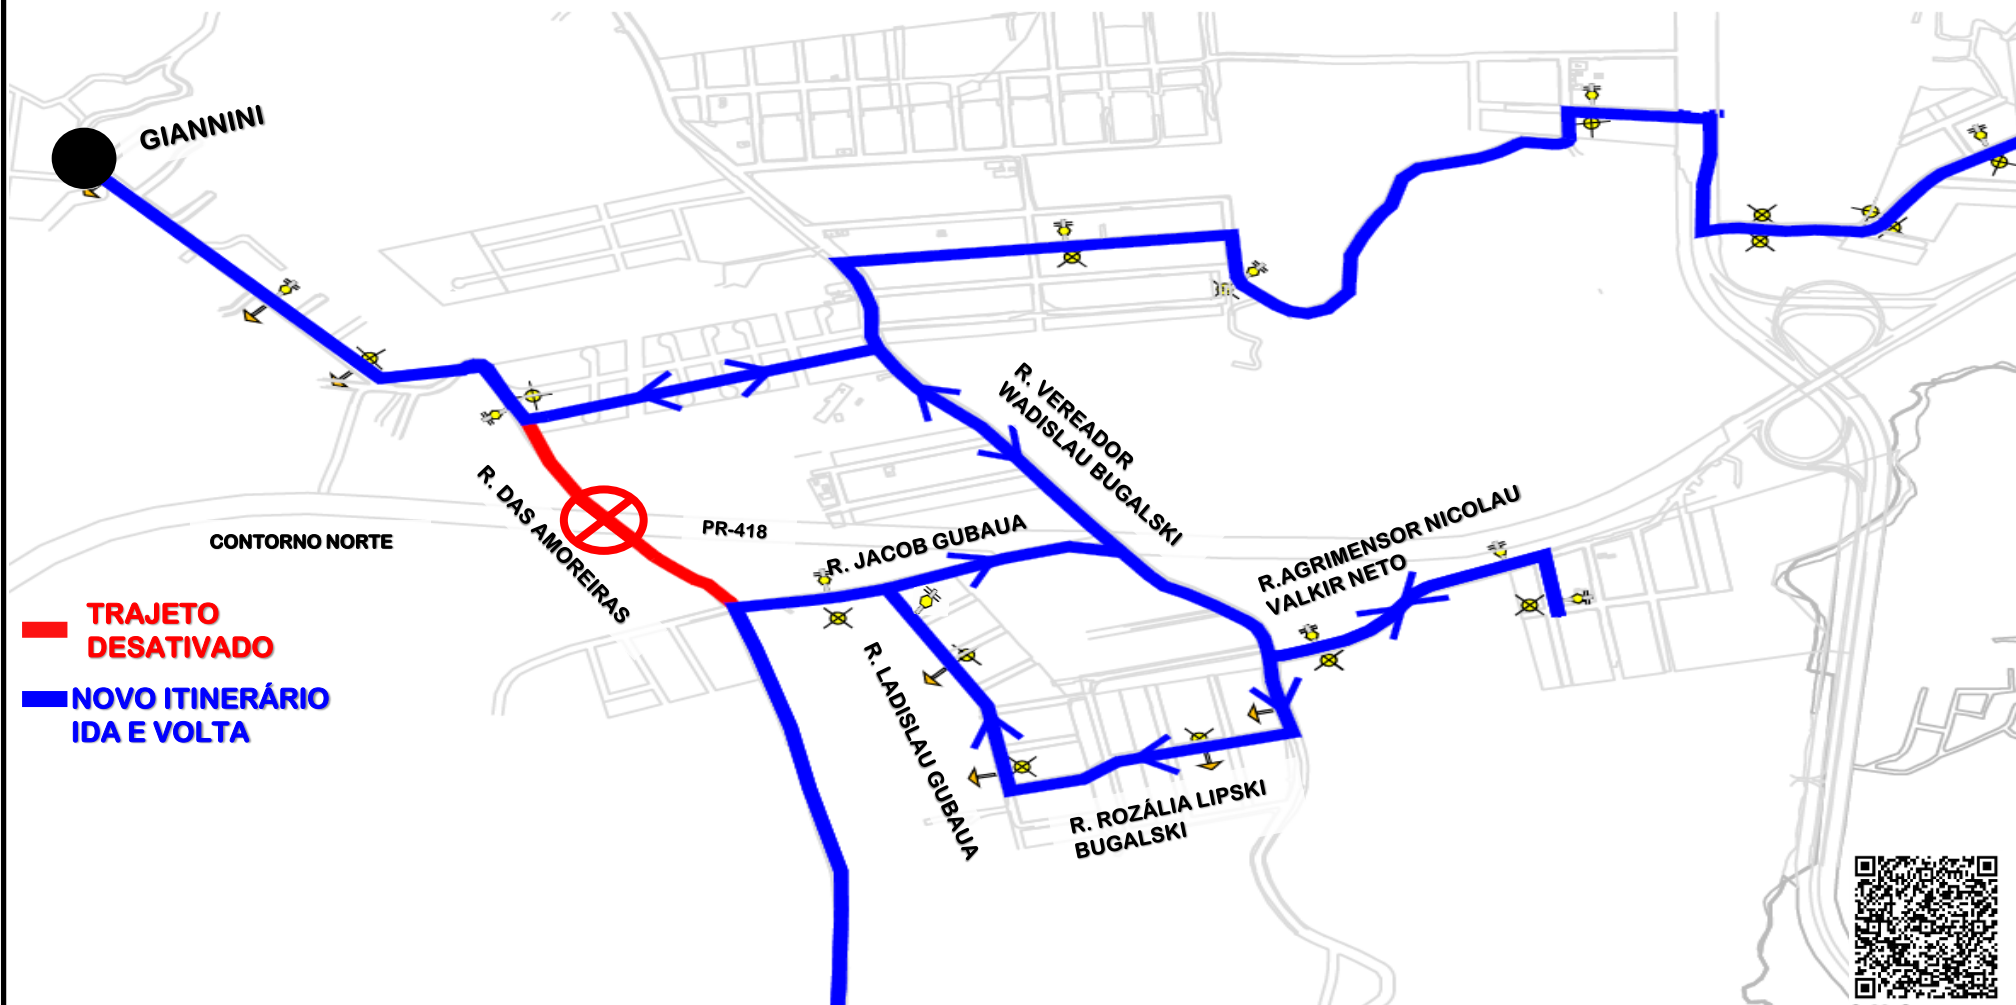 GIANNINI
R. VEREADOR
WADISLAU BUGALSKI
R. DAS AMOREIRAS
PR-418
CONTORNO NORTE
R. JACOB GUBAUA
R.AGRIMENSOR NICOLAU
VALKIR NETO
TRAJETO
DESATIVADO
R. LADISLAU GUBAUA
NOVO ITINERÁRIO
IDA E VOLTA
R. ROZÁLIA LIPSKI
BUGALSKI